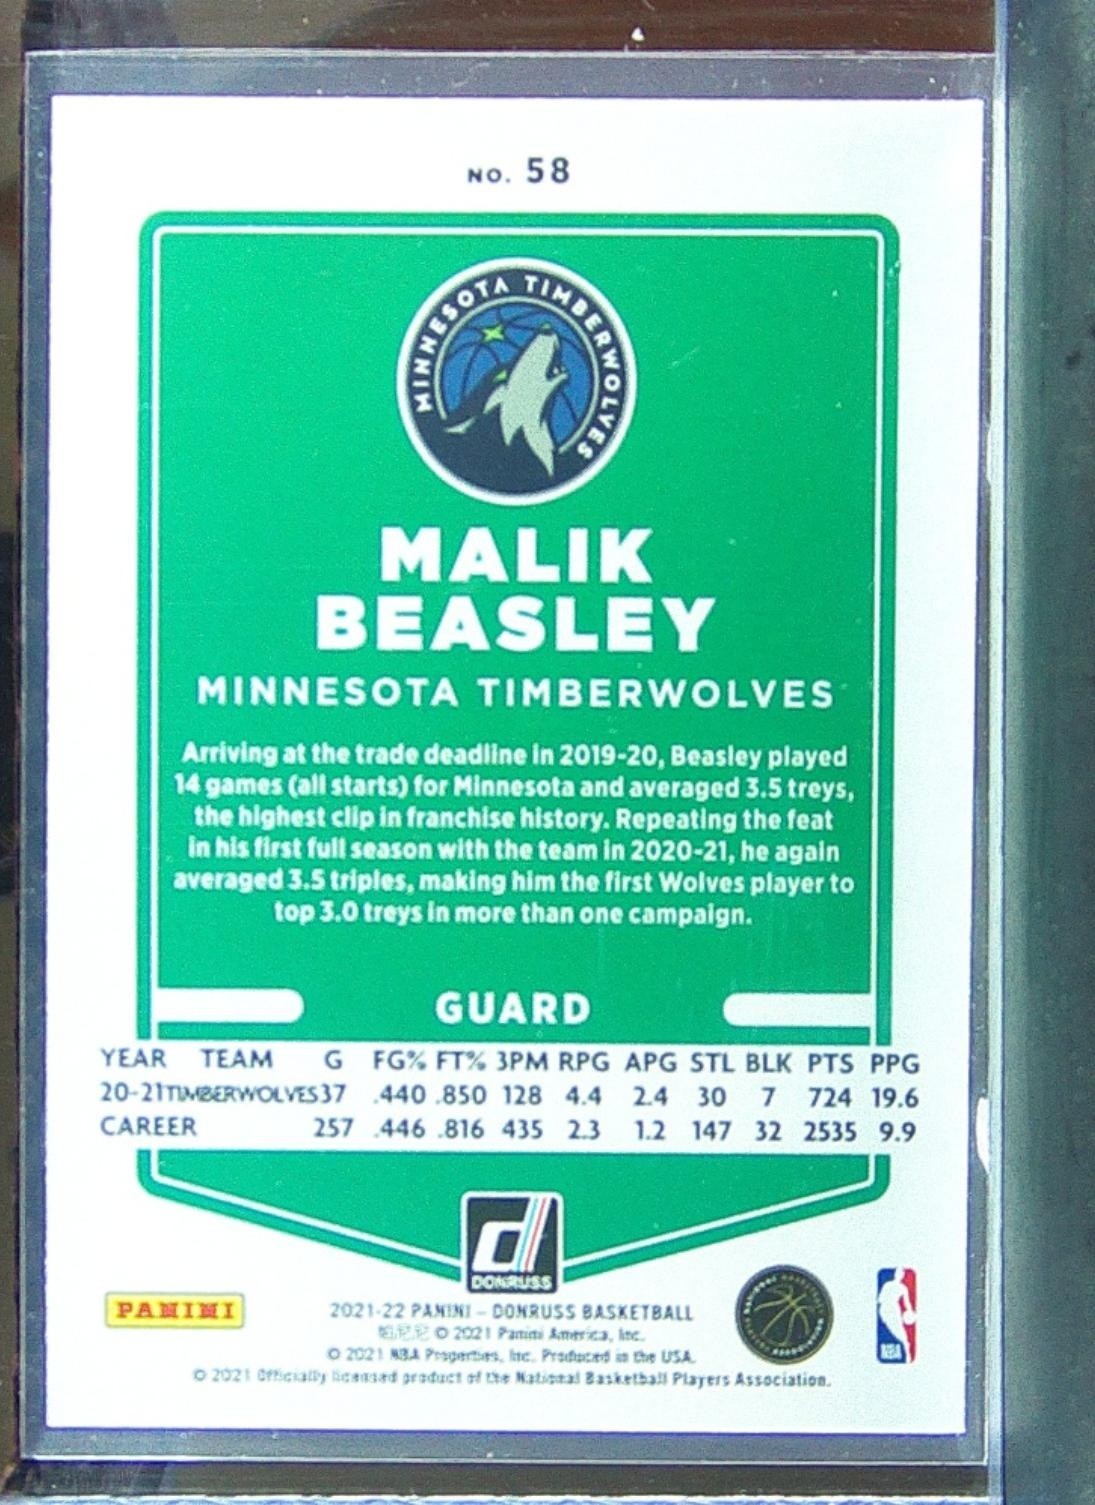 NO. 58
MINNESOTA TIMBERWOLVES
MALIK
BEASLEY
MINNESOTA TIMBERWOLVES
Arriving at the trade deadline in 2019-20, Beasley played
14 games (all starts) for Minnesota and averaged 3.5 treys,
the highest clip in franchise history. Repeating the feat
in his first full season with the team in 2020-21, he again
averaged 3.5 triples, making him the first Wolves player to
top 3.0 treys in more than one campaign.
GUARD
YEAR TEAM G FG% FT% 3PM RPG APG STL BLK PTS PPG
20-21 TIMBERWOLVES 37 .440 .850 128 4.4 2.4 30 7 724 19.6
CAREER 257 .446 .816 435 2.3 1.2 147 32 2535 9.9
d
DONRUSS
PANINI
2021-22 PANINI – DONRUSS BASKETBALL
© 2021 Panini America, Inc.
© 2021 NBA Properties, Inc. Produced in the USA.
© 2021 Officially licensed product of the National Basketball Players Association.
NBA